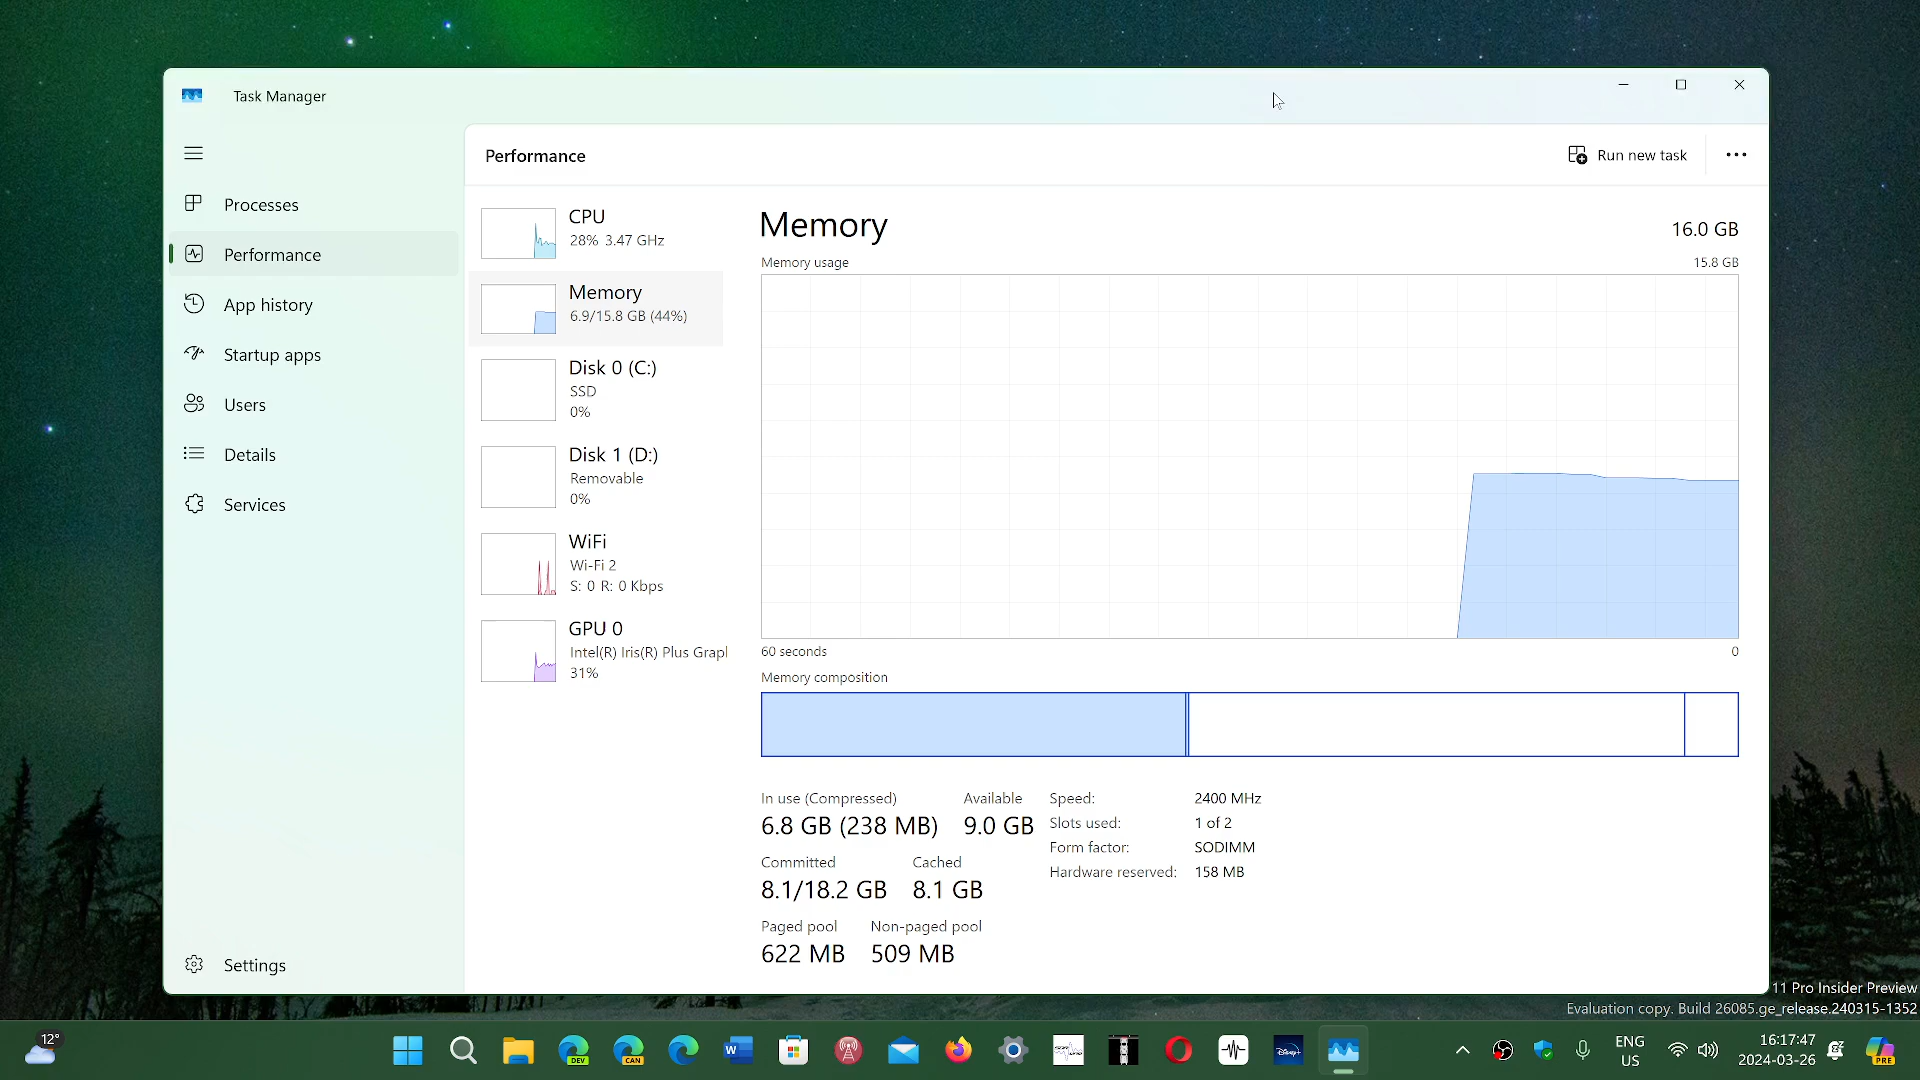 Task Manager
Performance
Run new task
Processes
Performance
App history
Startup apps
Users
Details
Services
Settings
CPU
28% 3.47 GHz
Memory
6.9/15.8 GB (44%)
Disk 0 (C:)
SSD
0%
Disk 1 (D:)
Removable
0%
WiFi
Wi-Fi 2
S: 0 R: 0 Kbps
GPU 0
Intel(R) Iris(R) Plus Grapl
31%
Memory
16.0 GB
Memory usage
15.8 GB
60 seconds
0
Memory composition
In use (Compressed)
6.8 GB (238 MB)
Available
9.0 GB
Committed
8.1/18.2 GB
Cached
8.1 GB
Paged pool
622 MB
Non-paged pool
509 MB
Speed: 2400 MHz
Slots used: 1 of 2
Form factor: SODIMM
Hardware reserved: 158 MB
11 Pro Insider Preview
Evaluation copy. Build 26085.ge_release.240315-1352
12°
DEV
CAN
W
Disney+
ENG
US
16:17:47
2024-03-26
PRE